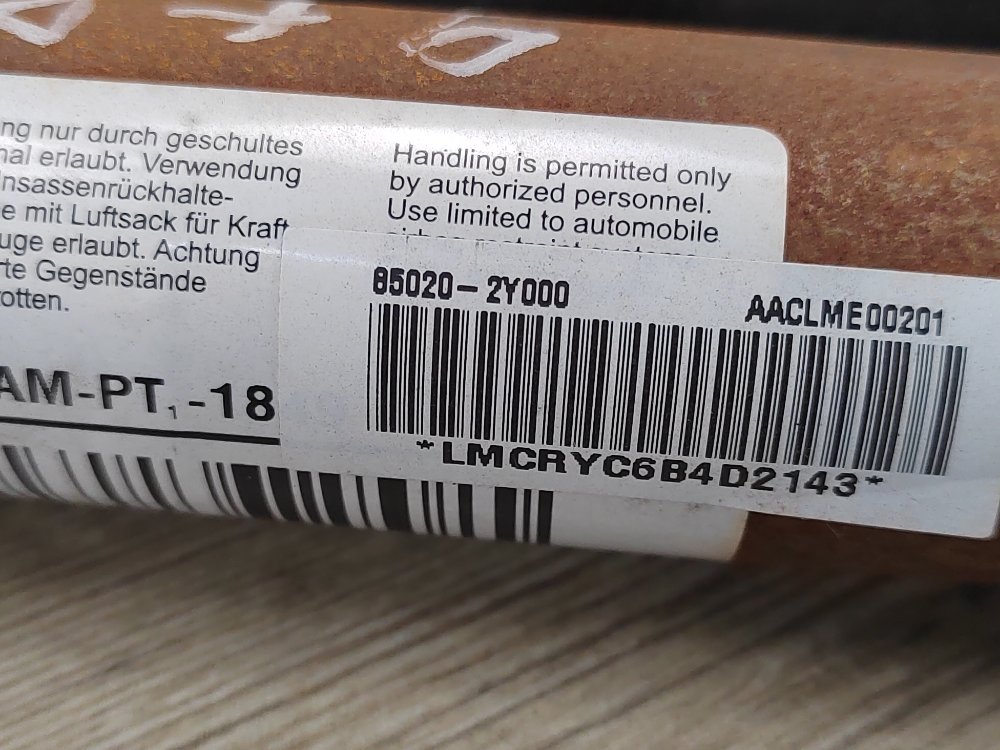 ng nur durch geschultes
nal erlaubt. Verwendung
Insassenrückhalte-
e mit Luftsack für Kraft
uge erlaubt. Achtung
rte Gegenstände
otten.
Handling is permitted only
by authorized personnel.
Use limited to automobile
85020-2Y000
AACLME00201
*LMCRYC6B4D2143*
AM-PT, -18